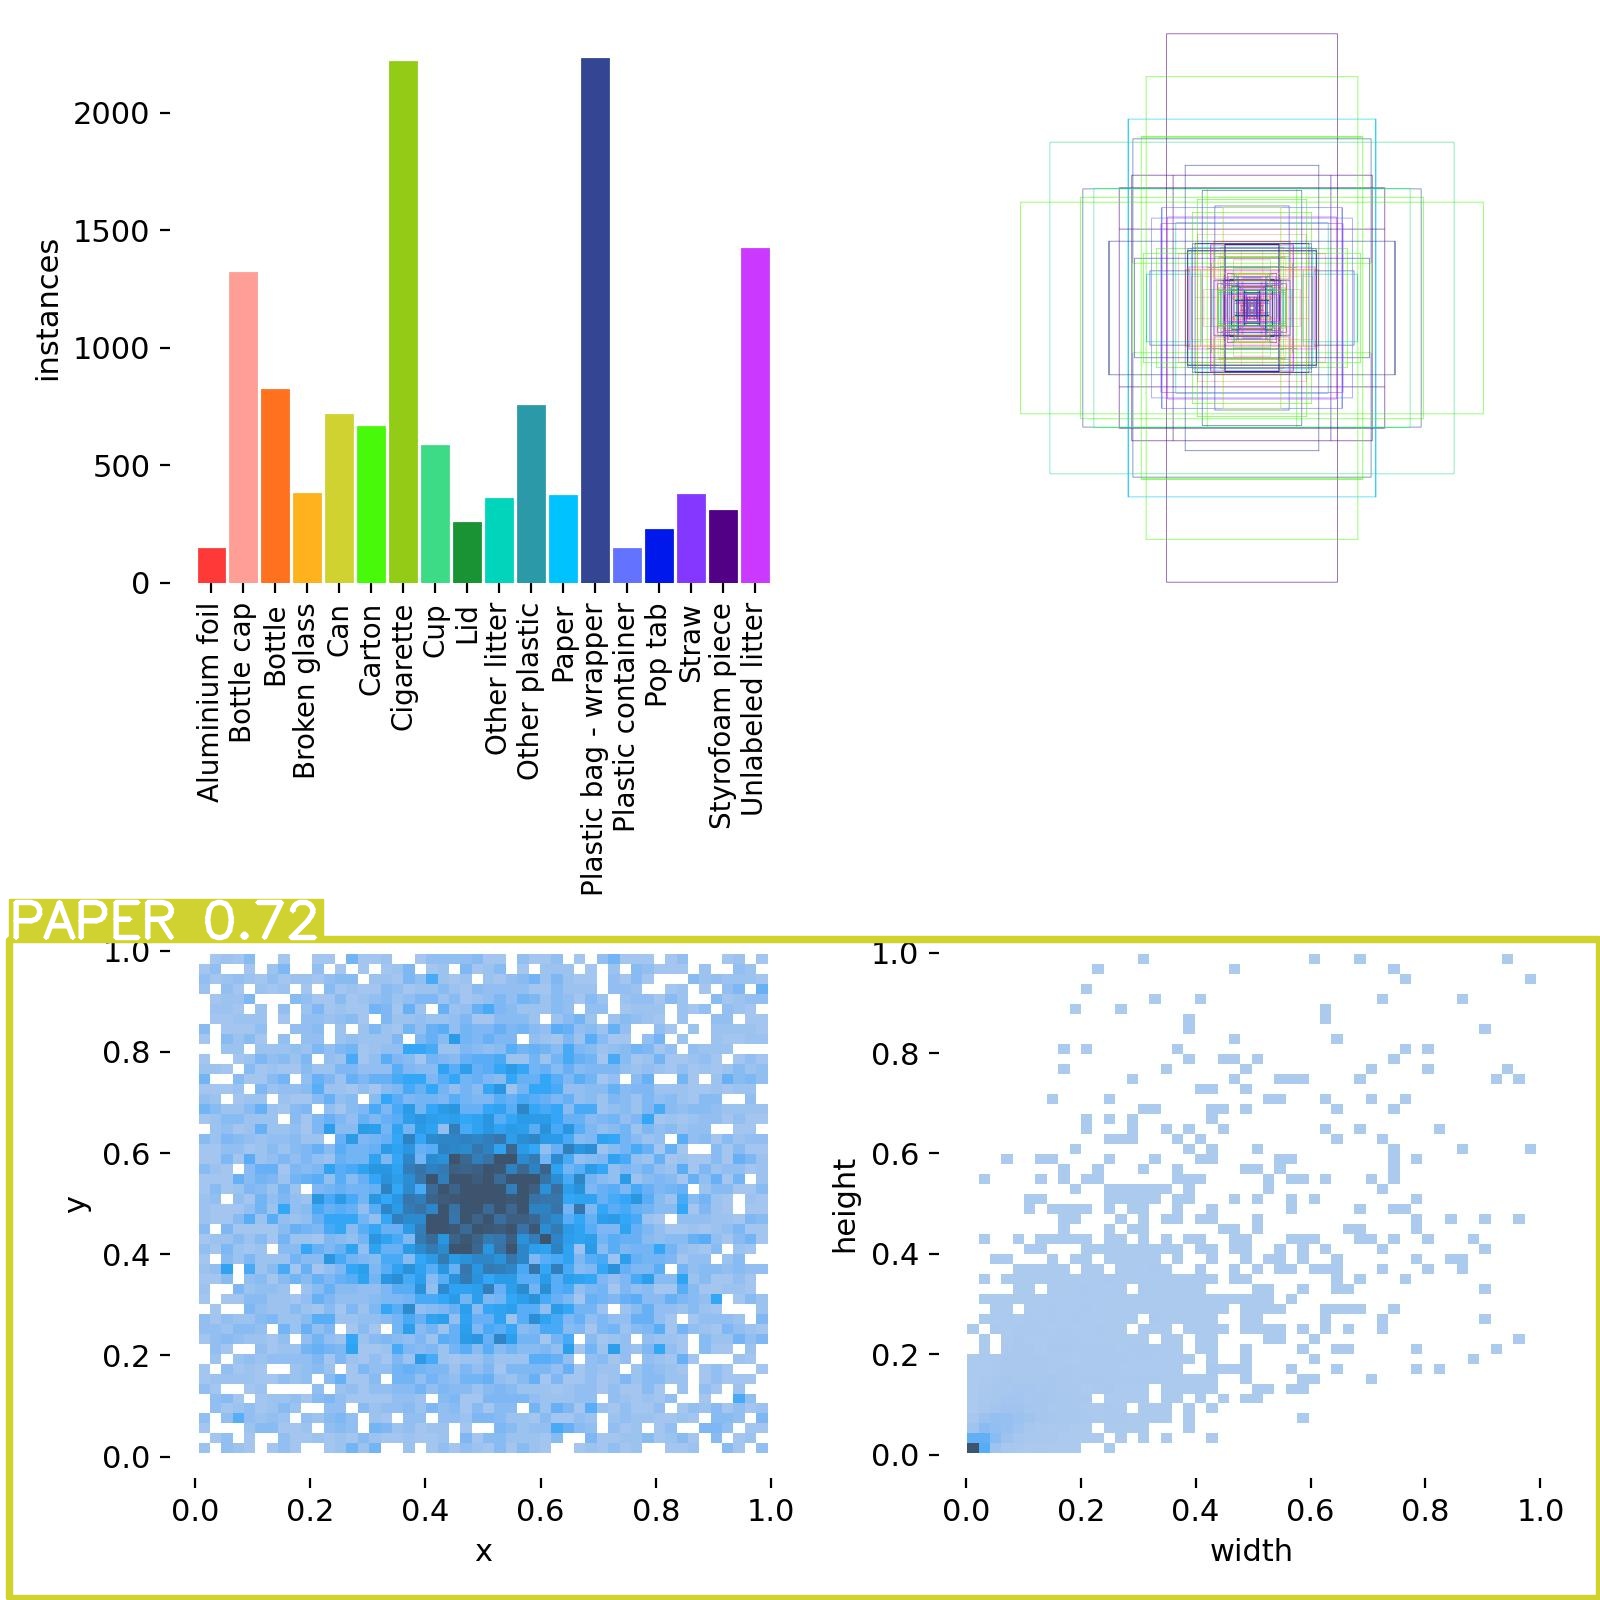 2000
1500
1000
500
0
instances
Aluminium foil
Bottle cap
Bottle
Broken glass
Can
Carton
Cigarette
Cup
Lid
Other litter
Other plastic
Paper
Plastic bag - wrapper
Plastic container
Pop tab
Straw
Styrofoam piece
Unlabeled litter
PAPER 0.72
1.0
0.8
0.6
0.4
0.2
0.0
y
0.0 0.2 0.4 0.6 0.8 1.0
x
1.0
0.8
0.6
0.4
0.2
0.0
height
0.0 0.2 0.4 0.6 0.8 1.0
width